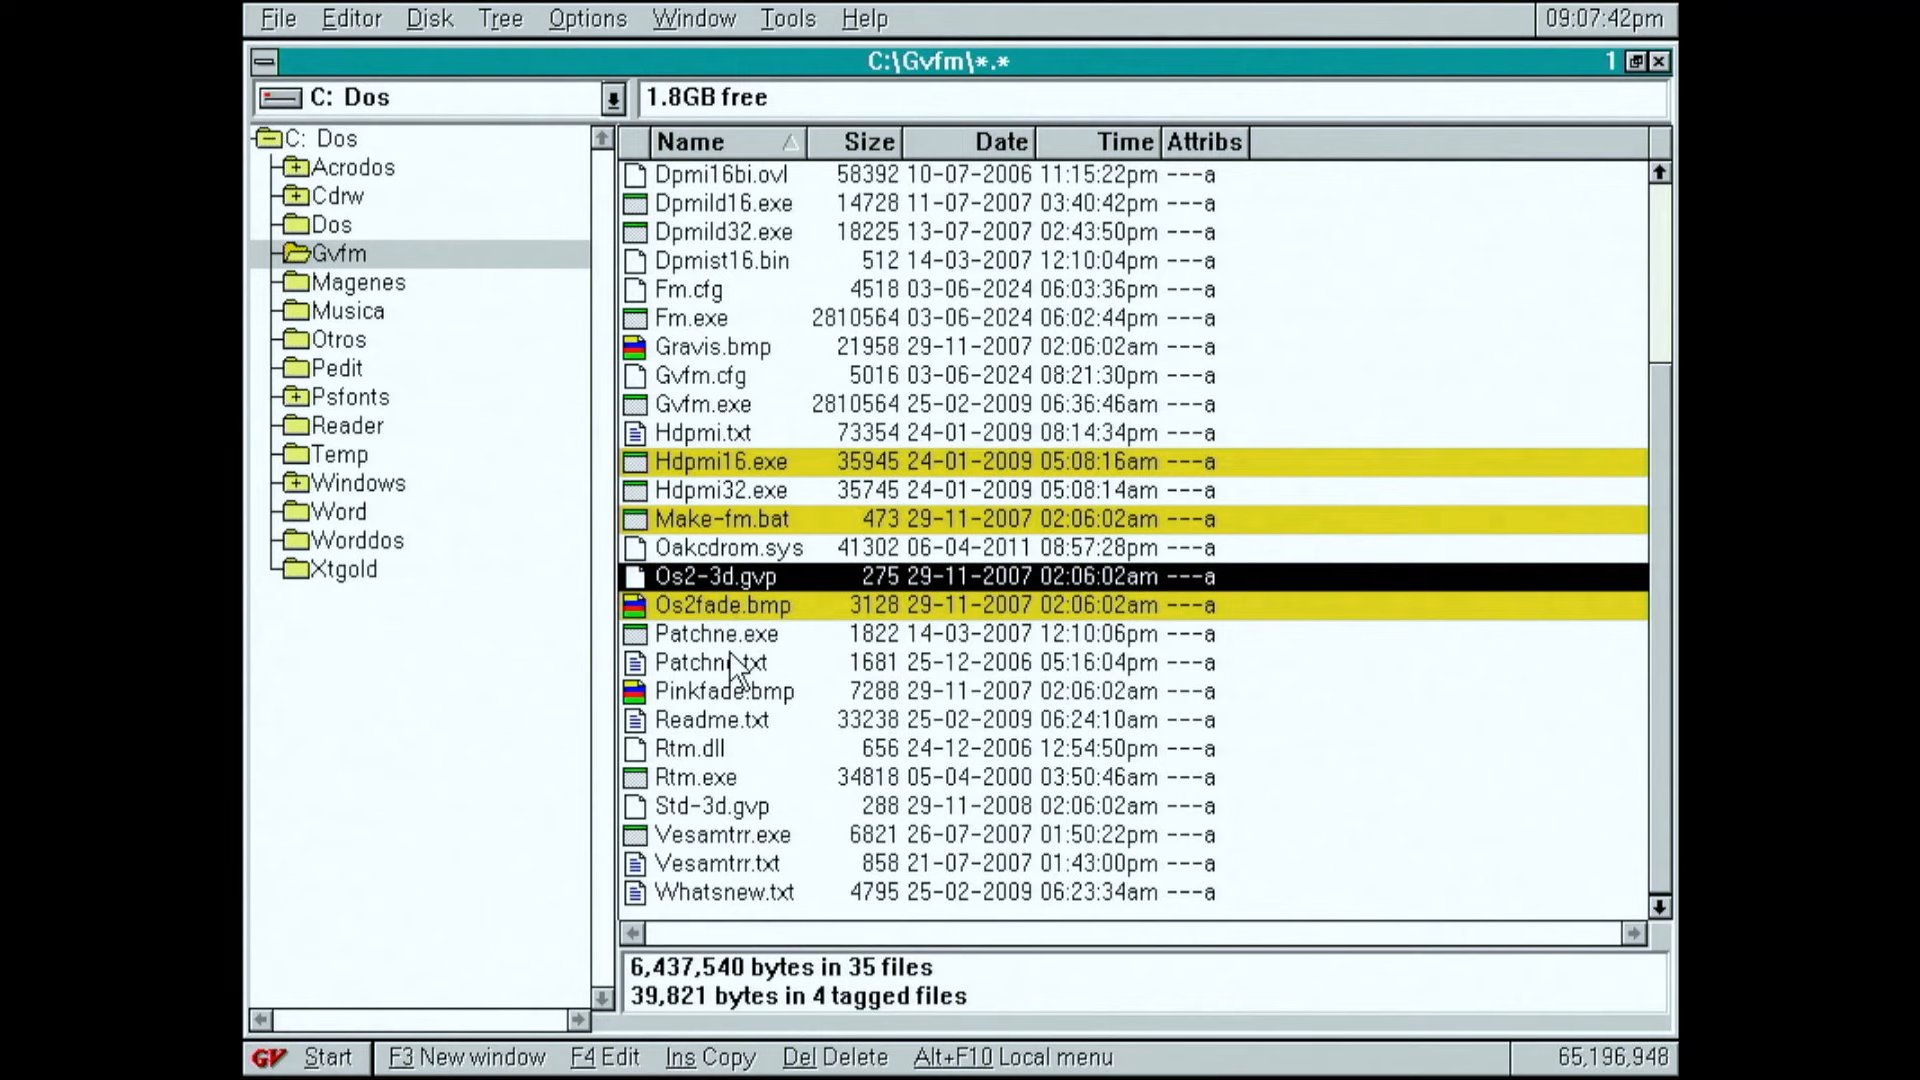 File Editor Disk Tree Options Window Tools Help 09:07:42pm
C:\Gvfm\*.* 1
C: Dos 1.8GB free
C: Dos
Acrodos
Cdrw
Dos
Gvfm
Magenes
Musica
Otros
Pedit
Psfonts
Reader
Temp
Windows
Word
Worddos
Xtgold
Name Size Date Time Attribs
Dpmi16bi.ovl 58392 10-07-2006 11:15:22pm ---a
Dpmild16.exe 14728 11-07-2007 03:40:42pm ---a
Dpmild32.exe 18225 13-07-2007 02:43:50pm ---a
Dpmist16.bin 512 14-03-2007 12:10:04pm ---a
Fm.cfg 4518 03-06-2024 06:03:36pm ---a
Fm.exe 2810564 03-06-2024 06:02:44pm ---a
Gravis.bmp 21958 29-11-2007 02:06:02am ---a
Gvfm.cfg 5016 03-06-2024 08:21:30pm ---a
Gvfm.exe 2810564 25-02-2009 06:36:46am ---a
Hdpmi.txt 73354 24-01-2009 08:14:34pm ---a
Hdpmi16.exe 35945 24-01-2009 05:08:16am ---a
Hdpmi32.exe 35745 24-01-2009 05:08:14am ---a
Make-fm.bat 473 29-11-2007 02:06:02am ---a
Oakcdrom.sys 41302 06-04-2011 08:57:28pm ---a
Os2-3d.gvp 275 29-11-2007 02:06:02am ---a
Os2fade.bmp 3128 29-11-2007 02:06:02am ---a
Patchne.exe 1822 14-03-2007 12:10:06pm ---a
Patchne.txt 1681 25-12-2006 05:16:04pm ---a
Pinkfade.bmp 7288 29-11-2007 02:06:02am ---a
Readme.txt 33238 25-02-2009 06:24:10am ---a
Rtm.dll 656 24-12-2006 12:54:50pm ---a
Rtm.exe 34818 05-04-2000 03:50:46am ---a
Std-3d.gvp 288 29-11-2008 02:06:02am ---a
Vesamtrr.exe 6821 26-07-2007 01:50:22pm ---a
Vesamtrr.txt 858 21-07-2007 01:43:00pm ---a
Whatsnew.txt 4795 25-02-2009 06:23:34am ---a
6,437,540 bytes in 35 files
39,821 bytes in 4 tagged files
GV Start F3 New window F4 Edit Ins Copy Del Delete Alt+F10 Local menu 65,196,948